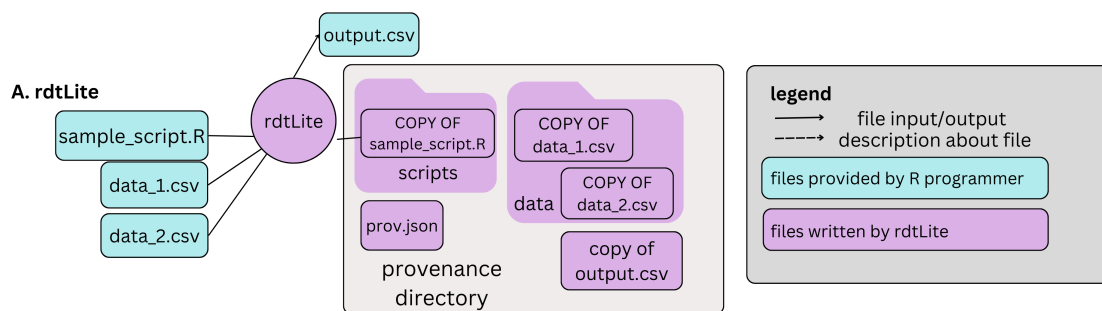 output.csv
A. rdtLite
sample_script.R
data_1.csv
data_2.csv
rdtLite
COPY OF
sample_script.R
scripts
COPY OF
data_1.csv
COPY OF
data_2.csv
data
prov.json
copy of
output.csv
provenance
directory
legend
file input/output
description about file
files provided by R programmer
files written by rdtLite